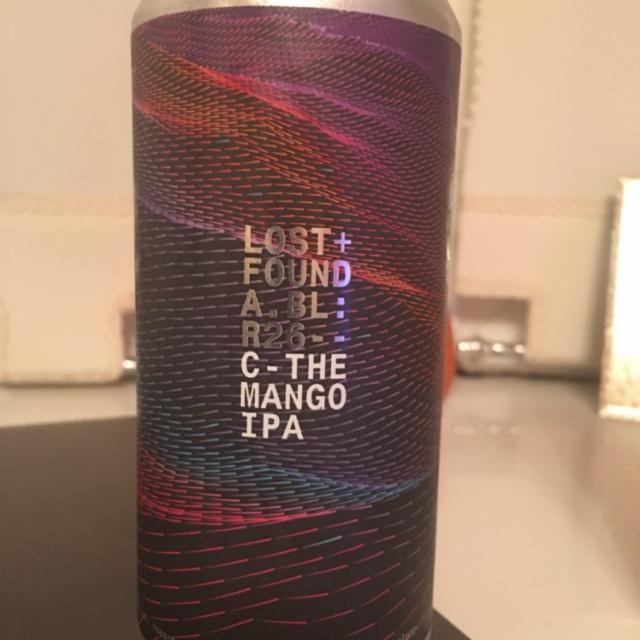 LOST+
FOUND
A.BL:
R26--
C-THE
MANGO
IPA